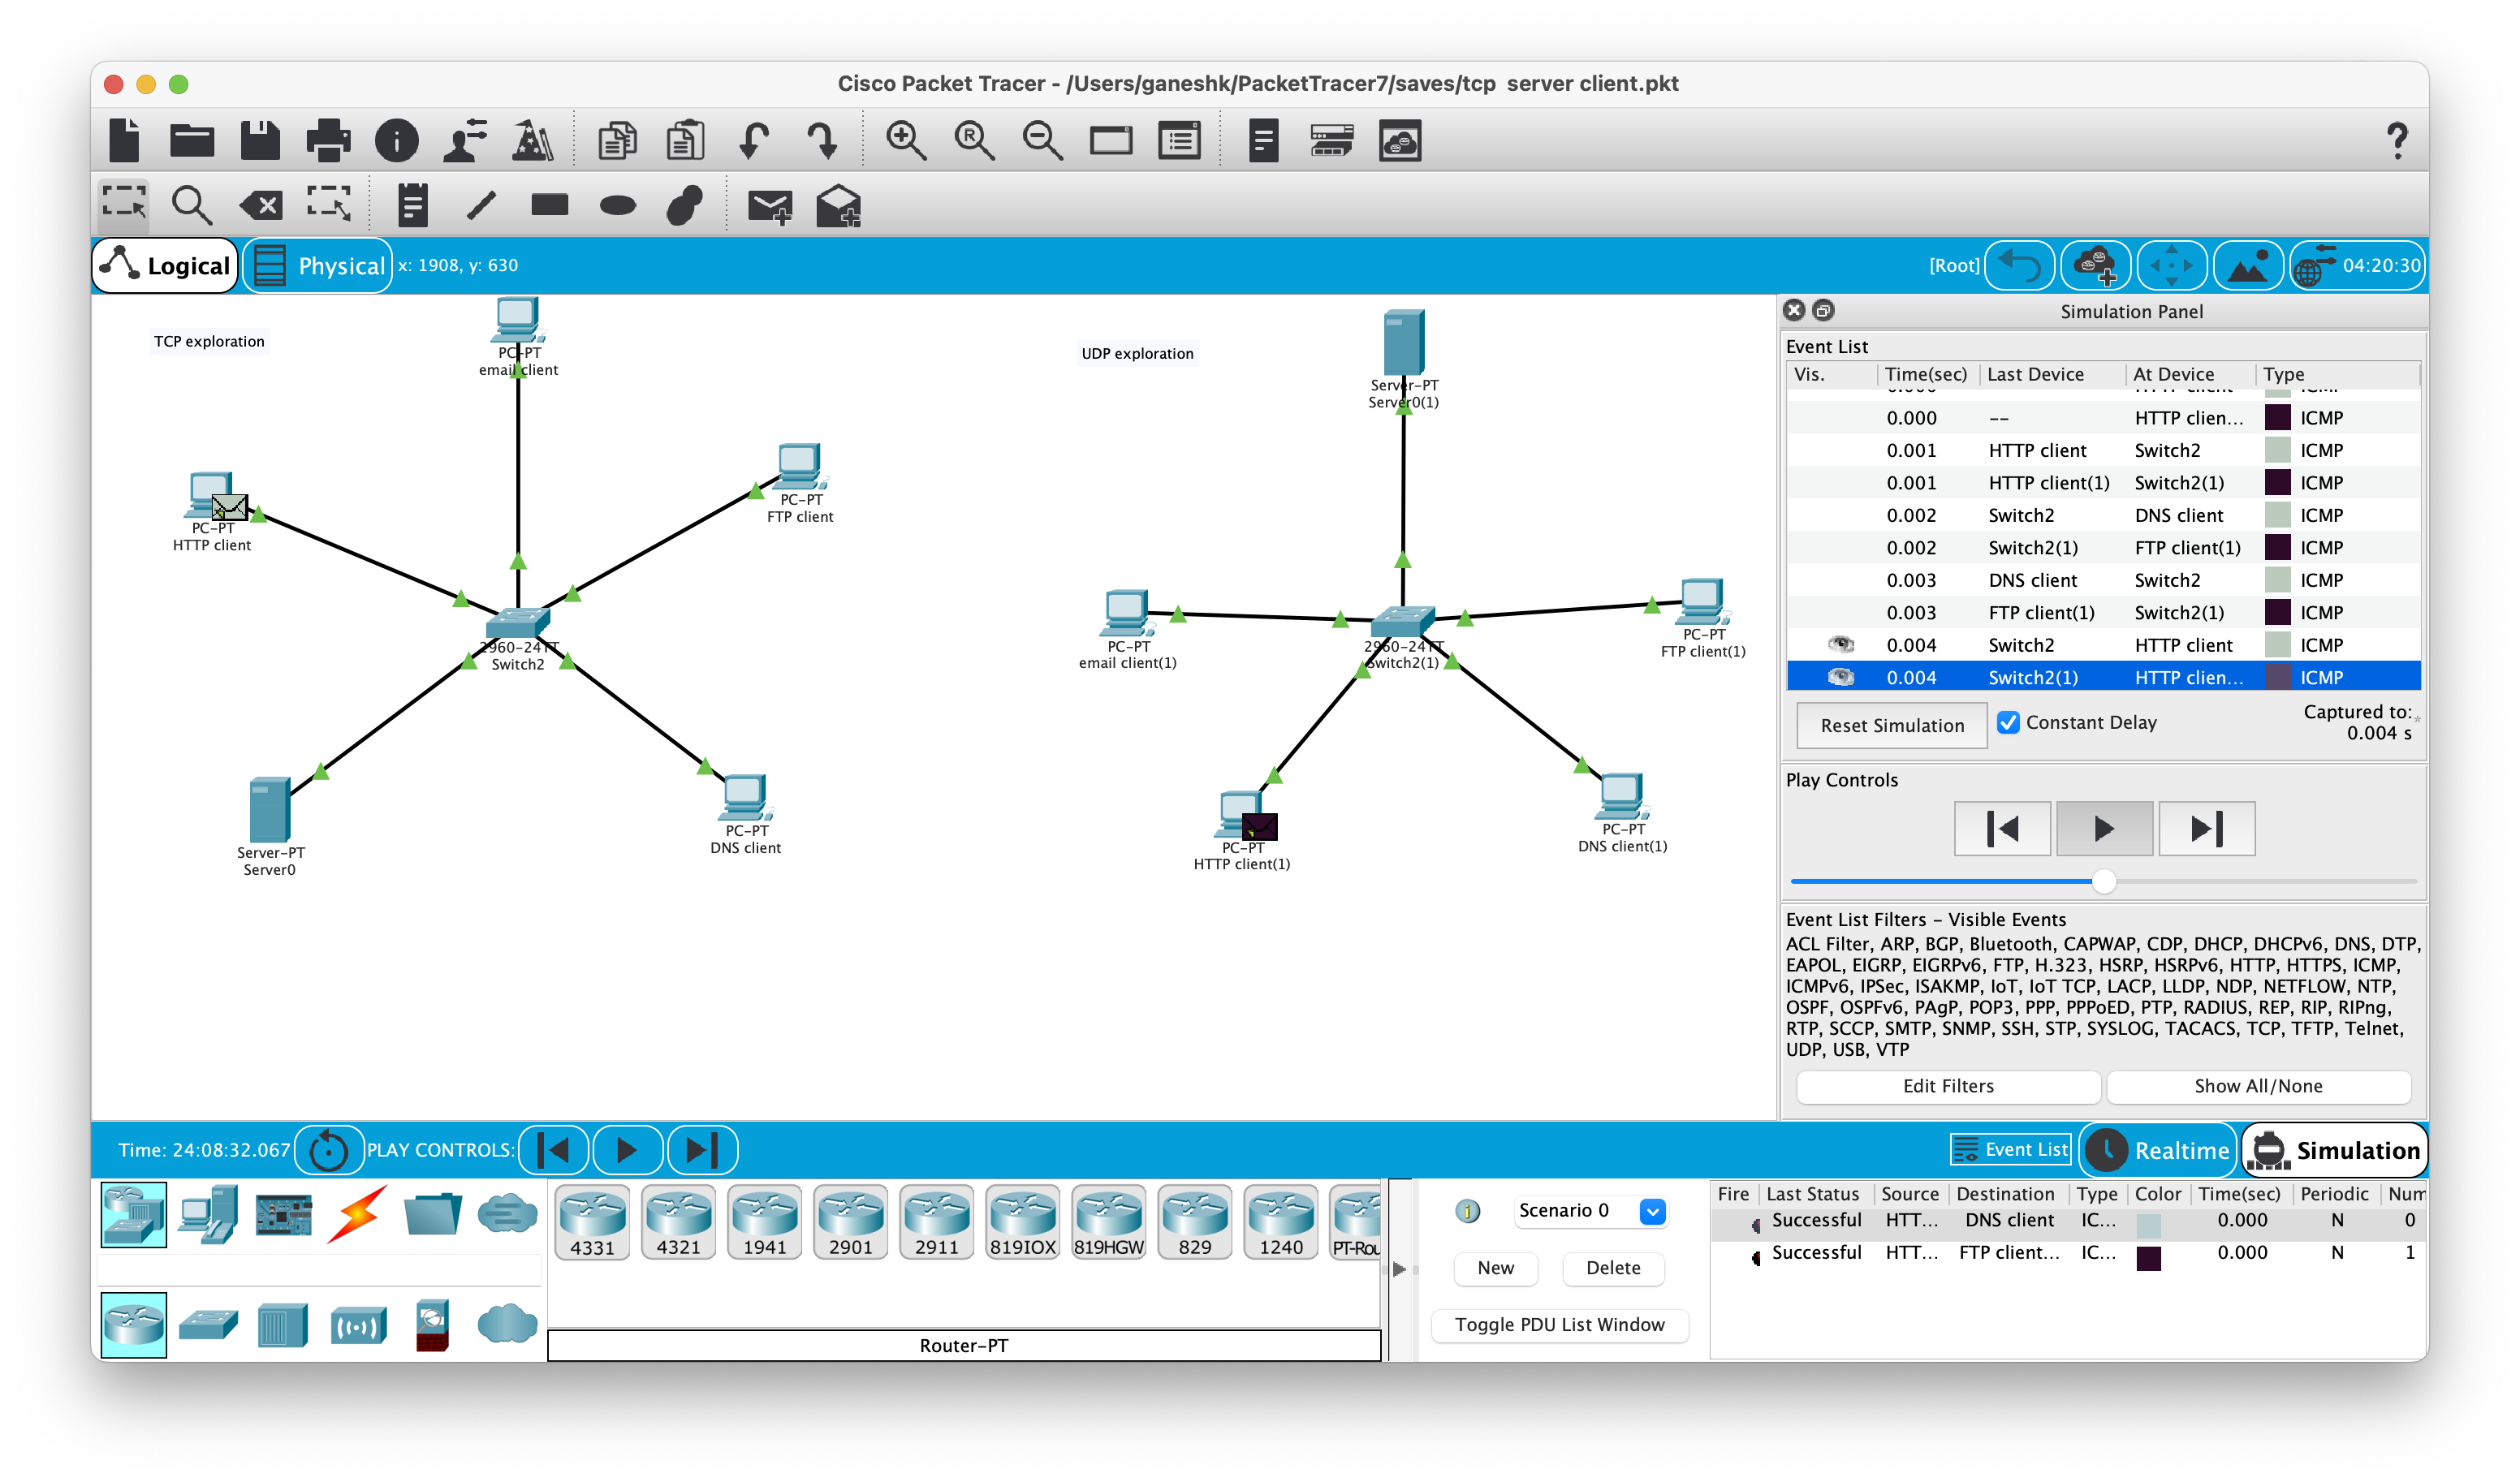 Cisco Packet Tracer - /Users/ganeshk/PacketTracer7/saves/tcp  server client.pkt
Logical
Physical
x: 1908, y: 630
[Root]
04:20:30
TCP exploration
PC-PT
email client
PC-PT
FTP client
PC-PT
HTTP client
2960-24TT
Switch2
Server-PT
Server0
PC-PT
DNS client
UDP exploration
Server-PT
Server0(1)
PC-PT
email client(1)
2960-24TT
Switch2(1)
PC-PT
FTP client(1)
PC-PT
HTTP client(1)
PC-PT
DNS client(1)
Simulation Panel
Event List
Vis. Time(sec) Last Device At Device Type
0.000 -- HTTP clien... ICMP
0.001 HTTP client Switch2 ICMP
0.001 HTTP client(1) Switch2(1) ICMP
0.002 Switch2 DNS client ICMP
0.002 Switch2(1) FTP client(1) ICMP
0.003 DNS client Switch2 ICMP
0.003 FTP client(1) Switch2(1) ICMP
0.004 Switch2 HTTP client ICMP
0.004 Switch2(1) HTTP clien... ICMP
Reset Simulation
Constant Delay
Captured to: *
0.004 s
Play Controls
Event List Filters - Visible Events
ACL Filter, ARP, BGP, Bluetooth, CAPWAP, CDP, DHCP, DHCPv6, DNS, DTP,
EAPOL, EIGRP, EIGRPv6, FTP, H.323, HSRP, HSRPv6, HTTP, HTTPS, ICMP,
ICMPv6, IPSec, ISAKMP, IoT, IoT TCP, LACP, LLDP, NDP, NETFLOW, NTP,
OSPF, OSPFv6, PAgP, POP3, PPP, PPPoED, PTP, RADIUS, REP, RIP, RIPng,
RTP, SCCP, SMTP, SNMP, SSH, STP, SYSLOG, TACACS, TCP, TFTP, Telnet,
UDP, USB, VTP
Edit Filters
Show All/None
Time: 24:08:32.067
PLAY CONTROLS:
Event List
Realtime
Simulation
4331 4321 1941 2901 2911 819IOX 819HGW 829 1240 PT-Rou
Router-PT
Scenario 0
New
Delete
Toggle PDU List Window
Fire Last Status Source Destination Type Color Time(sec) Periodic Num
Successful HTT... DNS client IC... 0.000 N 0
Successful HTT... FTP client... IC... 0.000 N 1